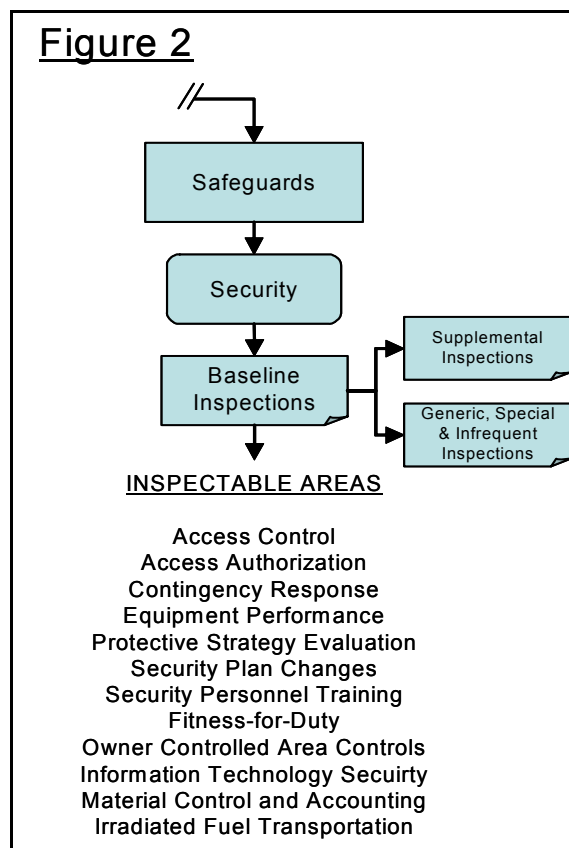 Figure 2
Safeguards
Security
Baseline
Inspections
Supplemental
Inspections
Generic, Special
& Infrequent
Inspections
INSPECTABLE AREAS
Access Control
Access Authorization
Contingency Response
Equipment Performance
Protective Strategy Evaluation
Security Plan Changes
Security Personnel Training
Fitness-for-Duty
Owner Controlled Area Controls
Information Technology Secuirty
Material Control and Accounting
Irradiated Fuel Transportation